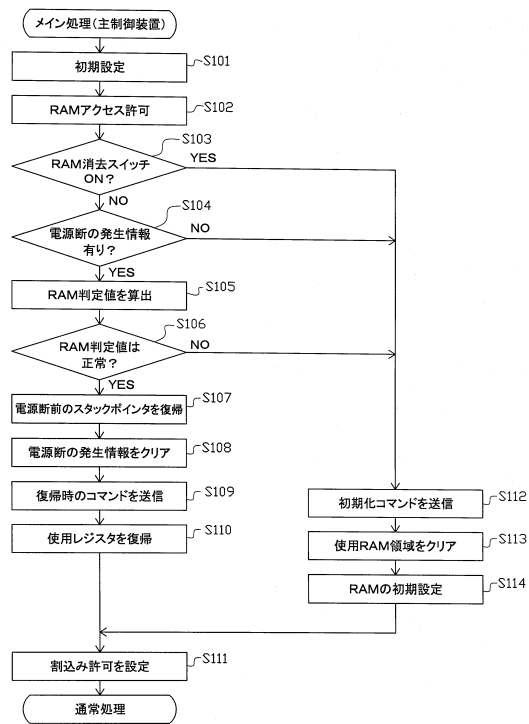 メイン処理(主制御装置)
初期設定
S101
RAMアクセス許可
S102
S103
RAM消去スイッチ
ON?
YES
NO
S104
電源断の発生情報
有り?
NO
YES
RAM判定値を算出
S105
S106
RAM判定値は
正常?
NO
YES
電源断前のスタックポインタを復帰
S107
電源断の発生情報をクリア
S108
復帰時のコマンドを送信
S109
使用レジスタを復帰
S110
初期化コマンドを送信
S112
使用RAM領域をクリア
S113
RAMの初期設定
S114
割込み許可を設定
S111
通常処理